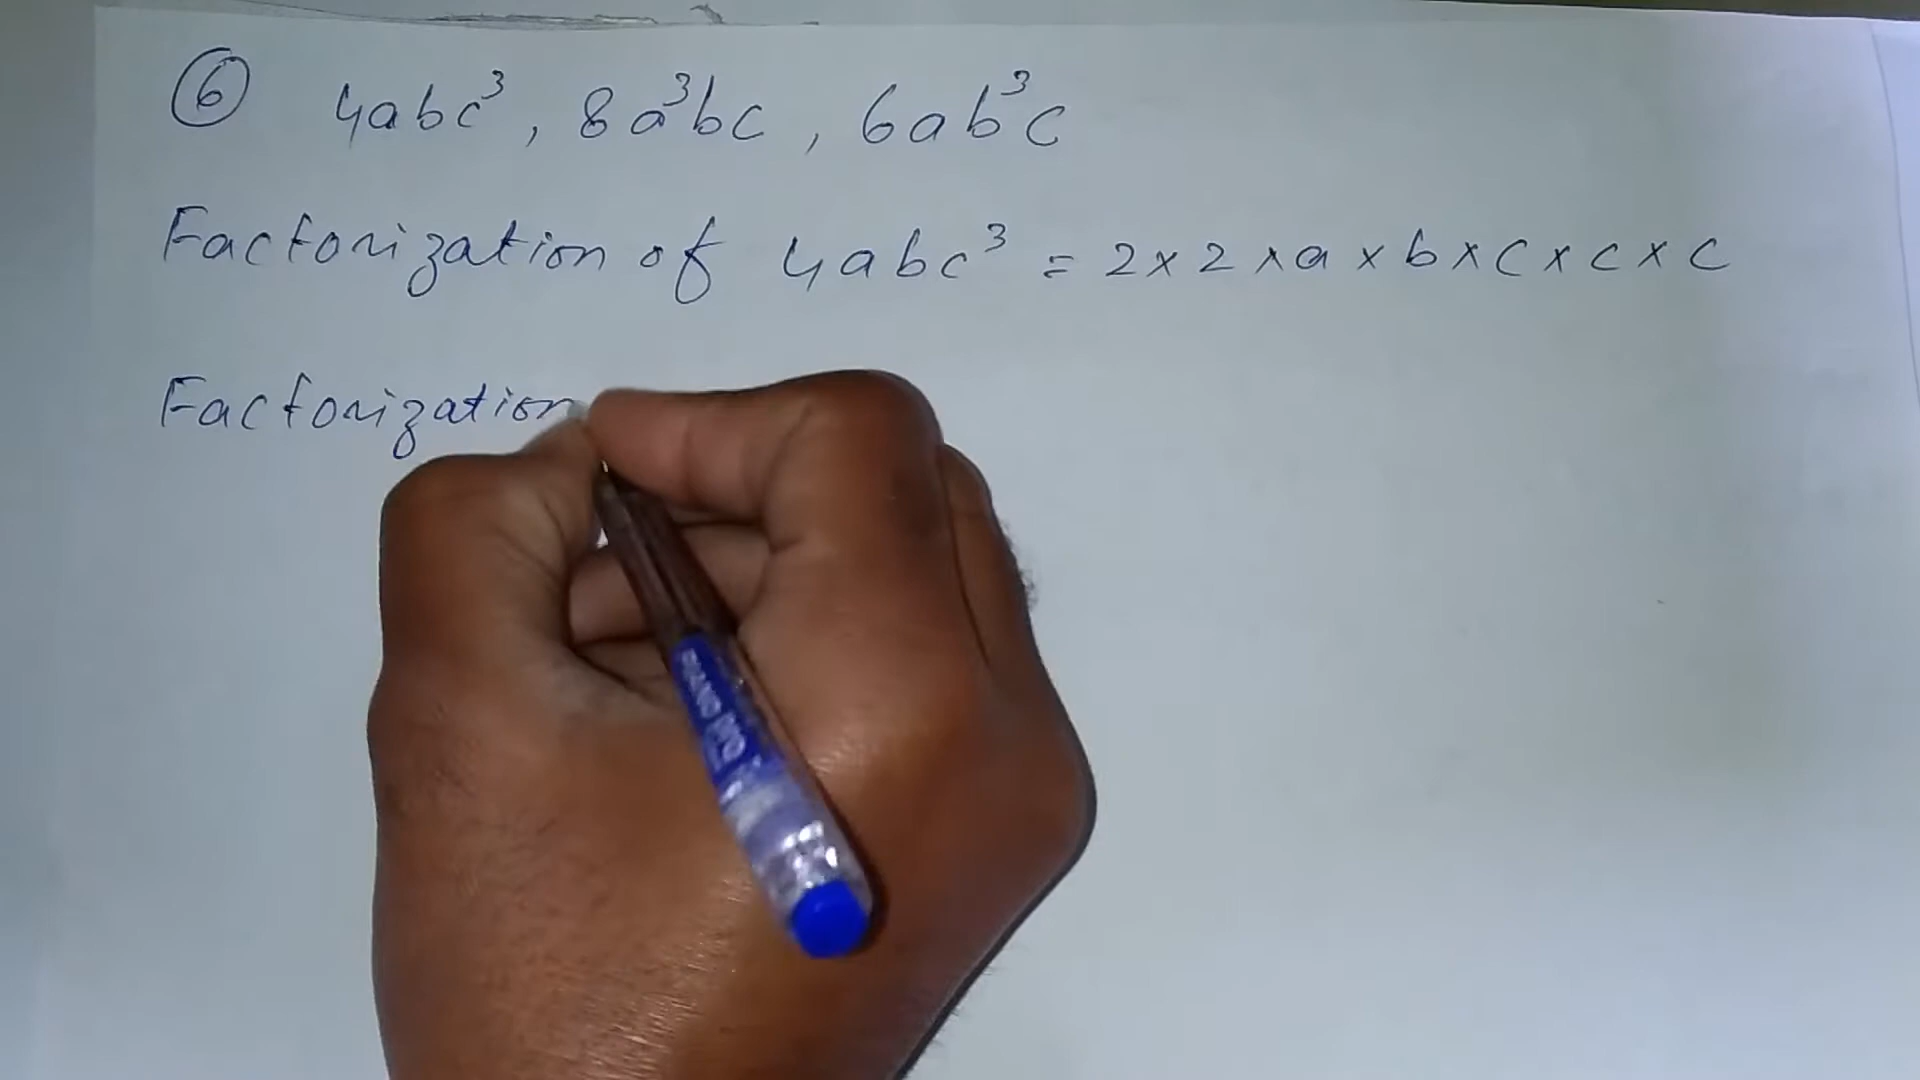 6 4abc³, 8a³bc, 6ab³c
Factorization of 4abc³ = 2×2×a×b×c×c×c
Factorization